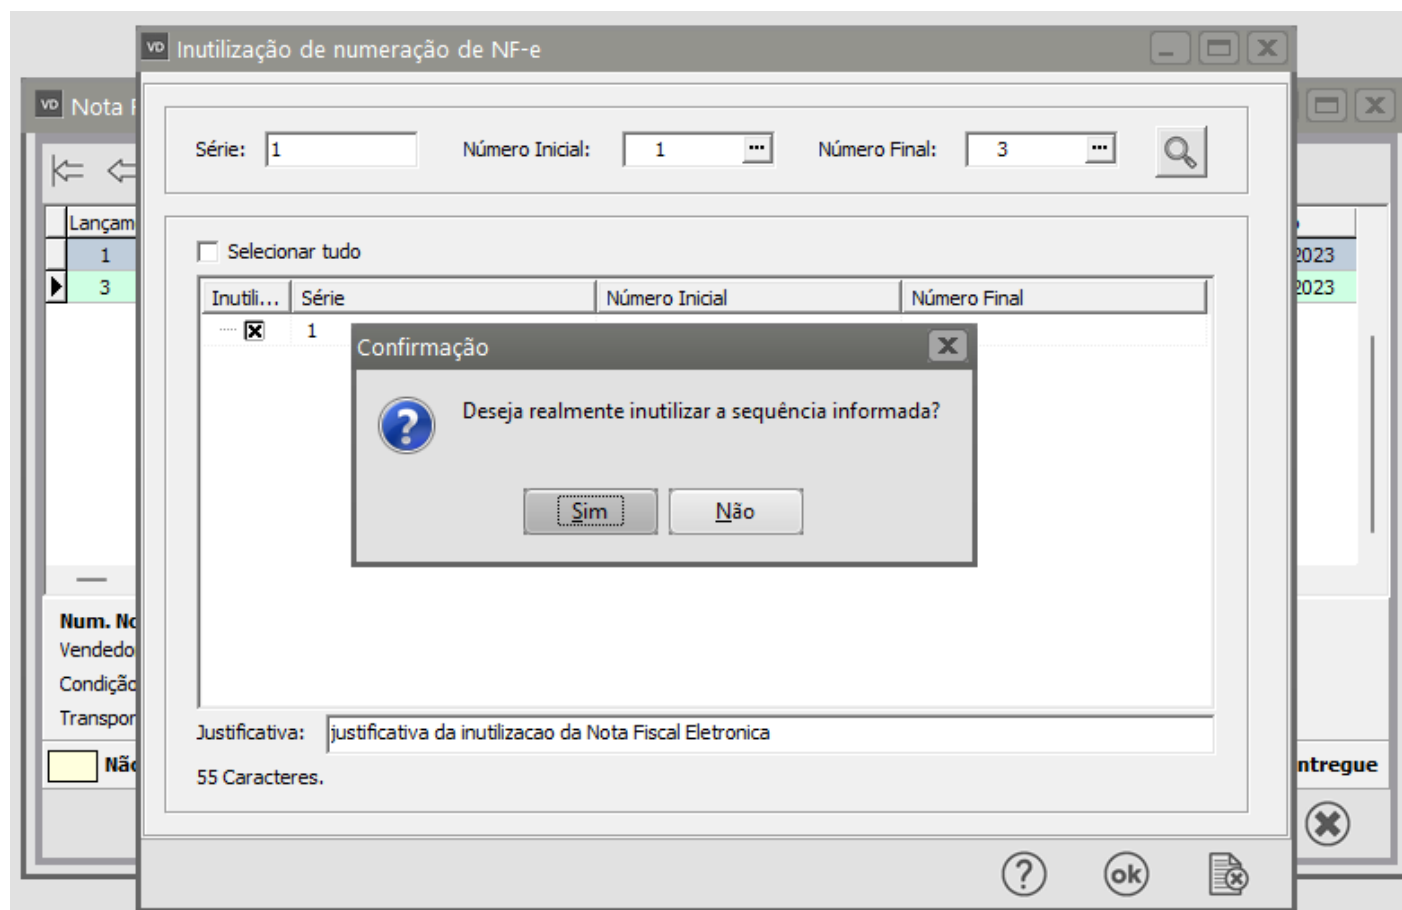 VD Inutilização de numeração de NF-e
VD Nota F
Série: 1 Número Inicial: 1 ... Número Final: 3 ...
Lançam
1 2023
3 2023
Selecionar tudo
Inutili... Série Número Inicial Número Final
1
Confirmação
Deseja realmente inutilizar a sequência informada?
Sim Não
Num. No
Vendedo
Condição
Transpor
Justificativa: justificativa da inutilizacao da Nota Fiscal Eletronica
55 Caracteres.
Não ntregue
? ok